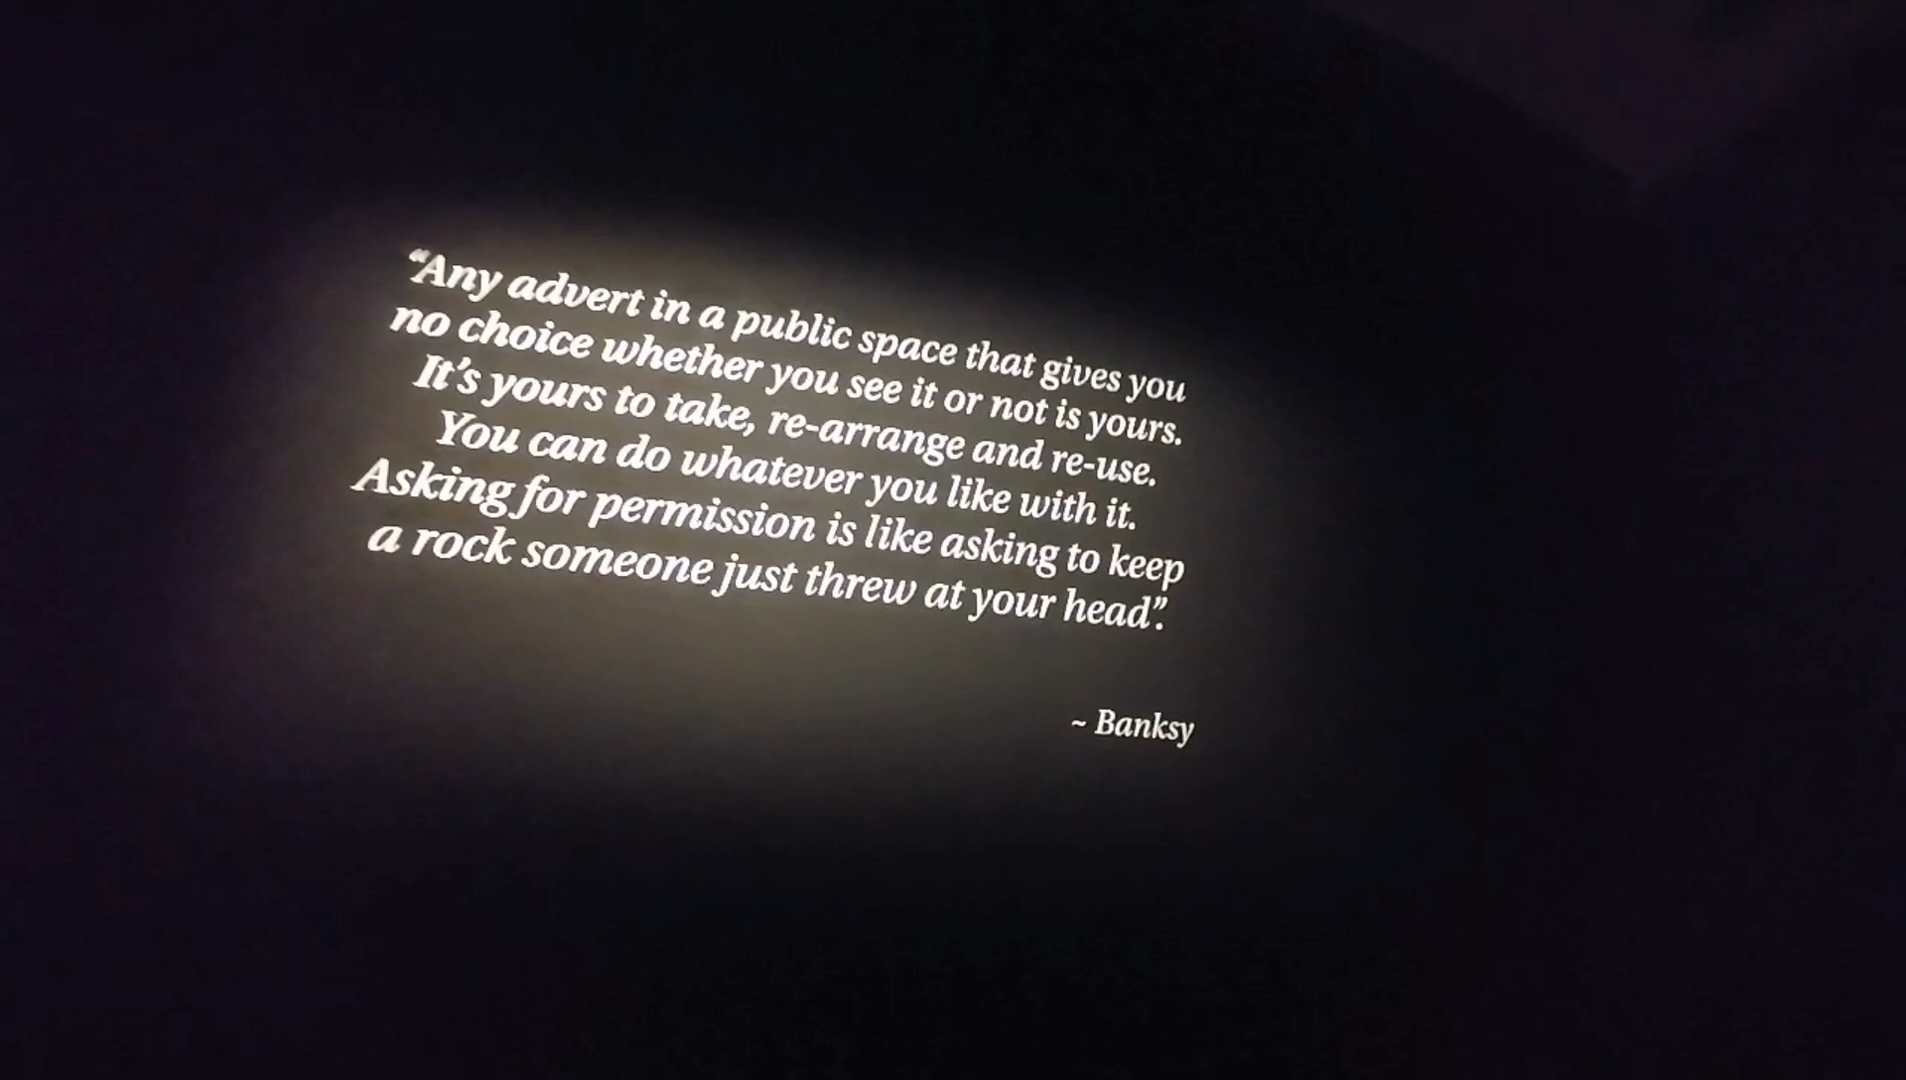 “Any advert in a public space that gives you
no choice whether you see it or not is yours.
It’s yours to take, re-arrange and re-use.
You can do whatever you like with it.
Asking for permission is like asking to keep
a rock someone just threw at your head”.
~ Banksy